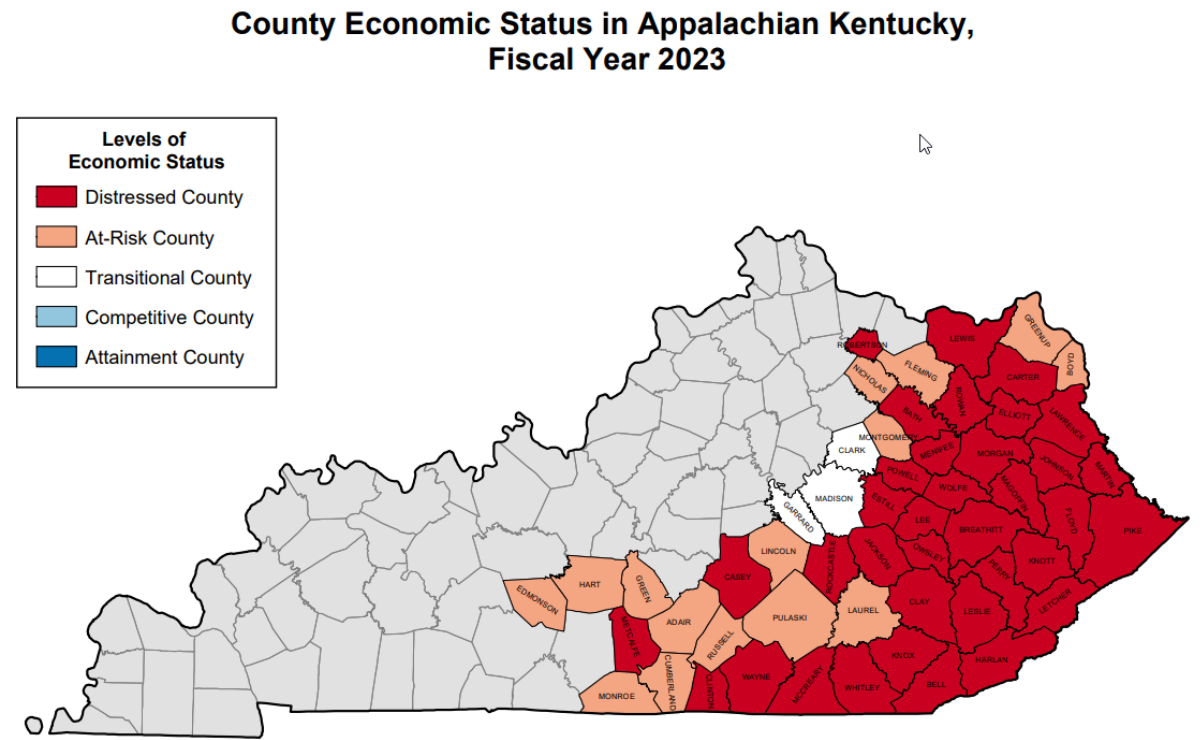 County Economic Status in Appalachian Kentucky,
Fiscal Year 2023
Levels of
Economic Status
Distressed County
At-Risk County
Transitional County
Competitive County
Attainment County
GREENUP
LEWIS
ROBERTSON
BOYD
FLEMING
NICHOLAS
CARTER
ROWAN
BATH
ELLIOTT
LAWRENCE
MONTGOMERY
CLARK
MENIFEE
MORGAN
JOHNSON
MARTIN
POWELL
WOLFE
MAGOFFIN
MADISON
ESTILL
GARRARD
LEE
BREATHITT
FLOYD
PIKE
LINCOLN
ROCKCASTLE
JACKSON
OWSLEY
PERRY
KNOTT
CASEY
HART
GREEN
EDMONSON
CLAY
LESLIE
LETCHER
LAUREL
PULASKI
ADAIR
METCALFE
RUSSELL
KNOX
HARLAN
CUMBERLAND
WAYNE
MCCREARY
WHITLEY
BELL
CLINTON
MONROE